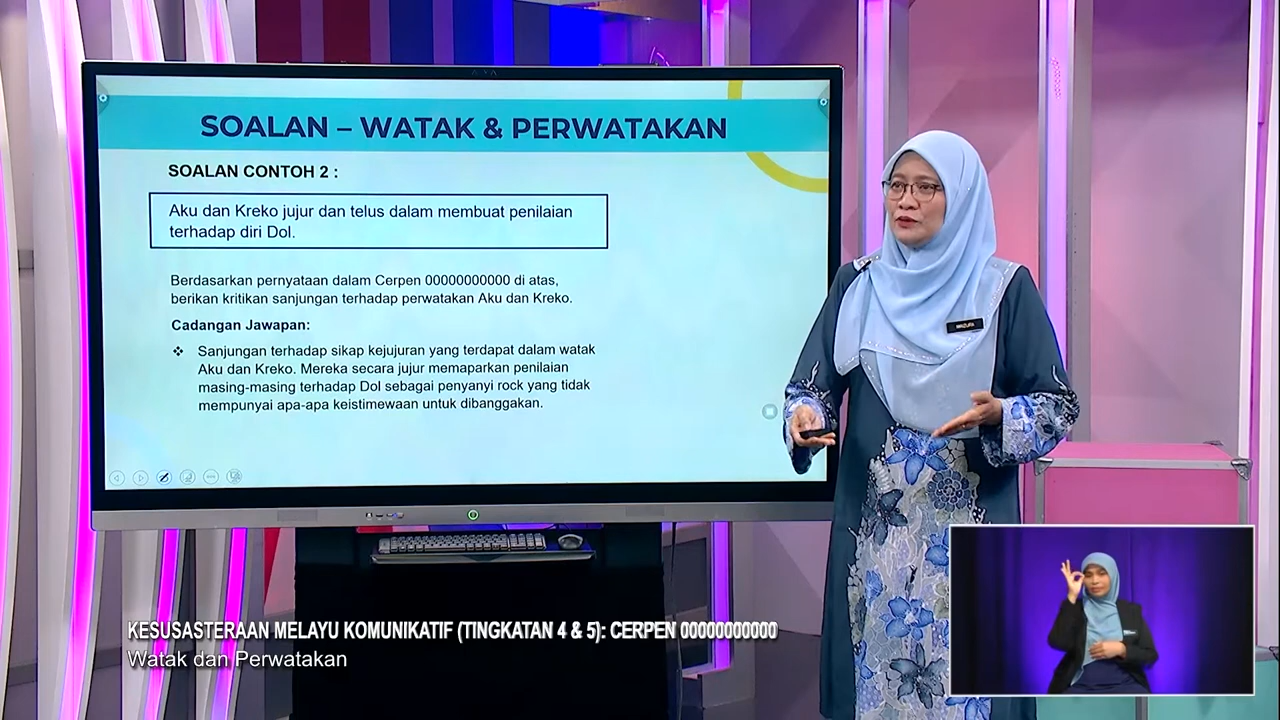 SOALAN – WATAK & PERWATAKAN
SOALAN CONTOH 2 :
Aku dan Kreko jujur dan telus dalam membuat penilaian
terhadap diri Dol.
Berdasarkan pernyataan dalam Cerpen 00000000000 di atas,
berikan kritikan sanjungan terhadap perwatakan Aku dan Kreko.
Cadangan Jawapan:
❖ Sanjungan terhadap sikap kejujuran yang terdapat dalam watak
Aku dan Kreko. Mereka secara jujur memaparkan penilaian
masing-masing terhadap Dol sebagai penyanyi rock yang tidak
mempunyai apa-apa keistimewaan untuk dibanggakan.
KESUSASTERAAN MELAYU KOMUNIKATIF (TINGKATAN 4 & 5): CERPEN 00000000000
Watak dan Perwatakan